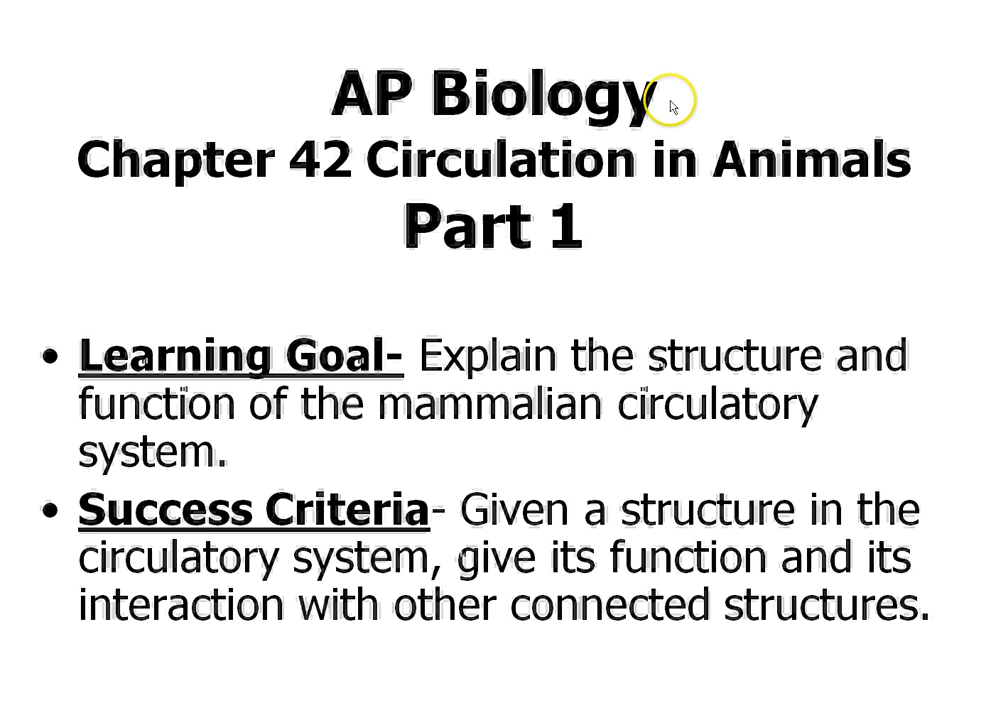 AP Biology
Chapter 42 Circulation in Animals
Part 1
• Learning Goal- Explain the structure and
function of the mammalian circulatory
system.
• Success Criteria- Given a structure in the
circulatory system, give its function and its
interaction with other connected structures.